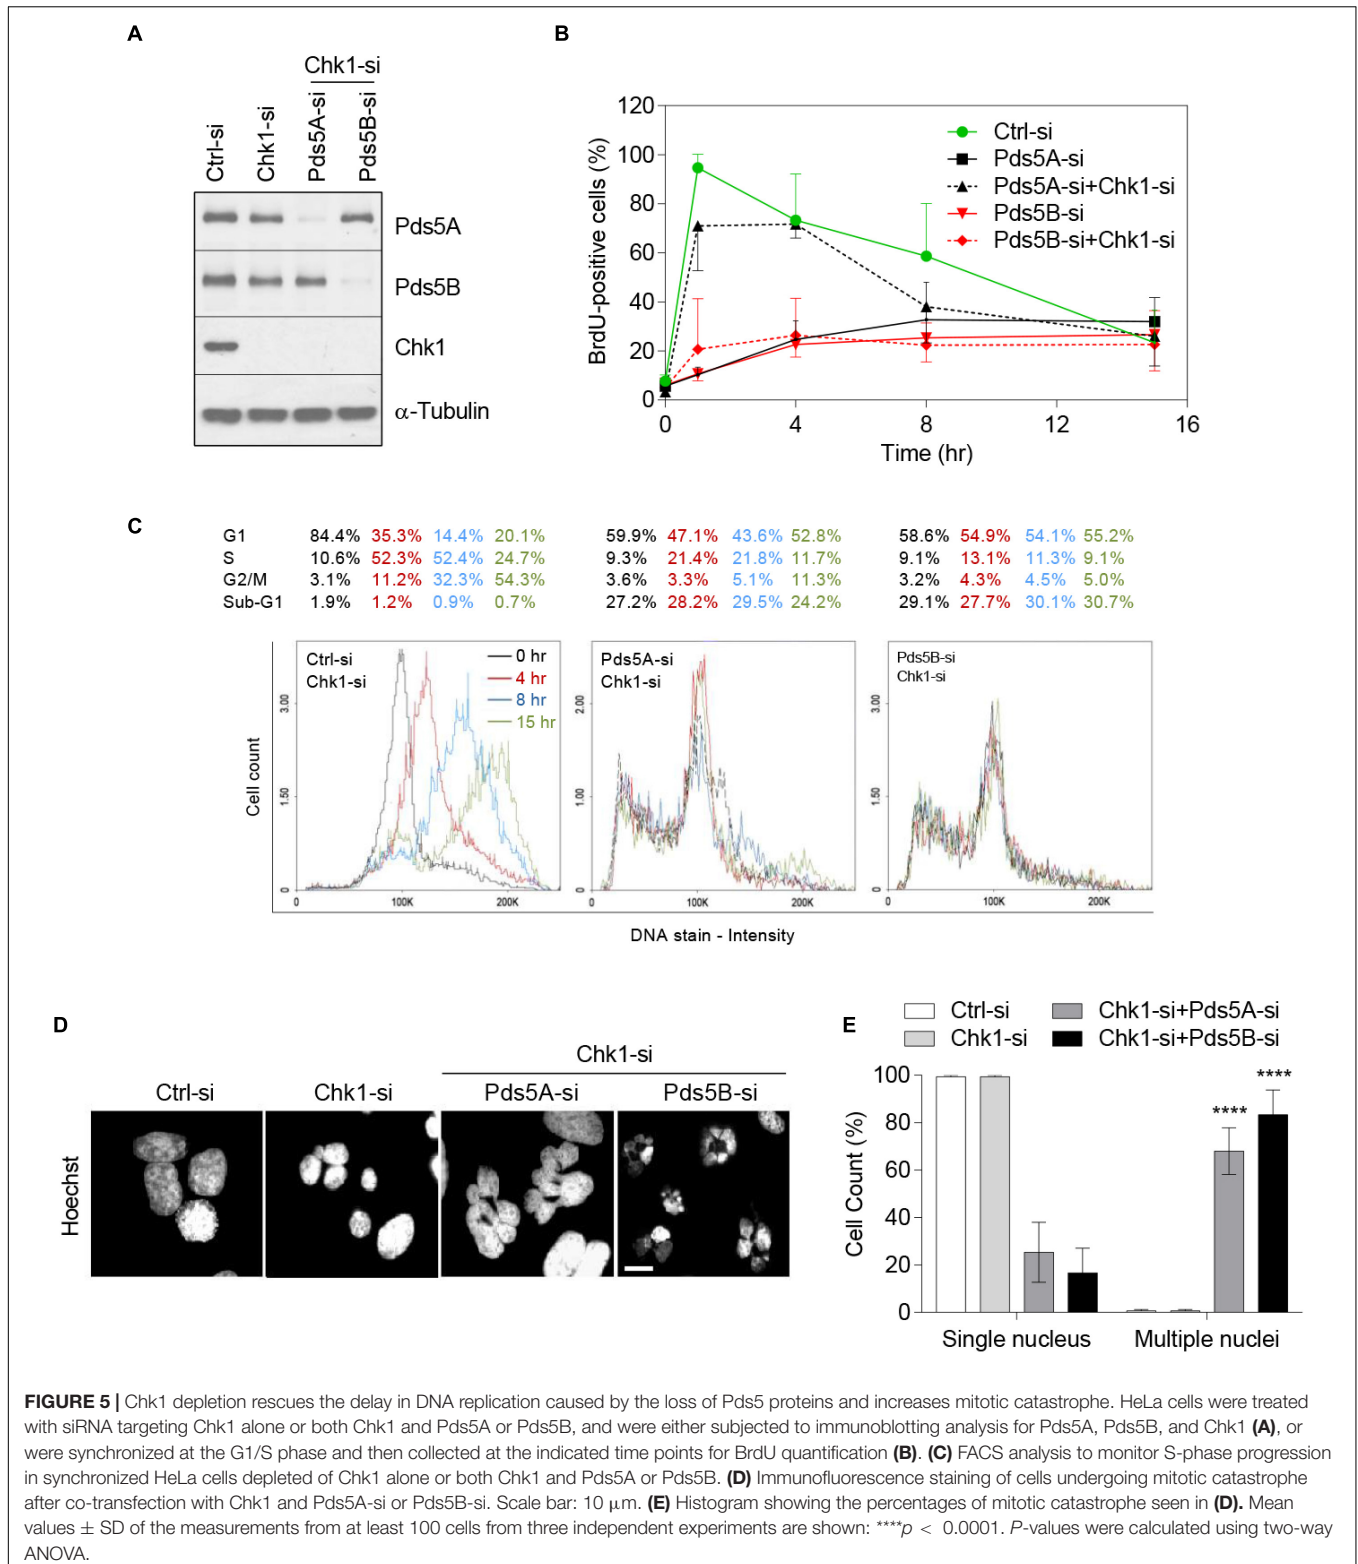 A
Chk1-si
Ctrl-si
Chk1-si
Pds5A-si
Pds5B-si
Pds5A
Pds5B
Chk1
α-Tubulin
B
BrdU-positive cells (%)
120
100
80
60
40
20
0
0 4 8 12 16
Time (hr)
Ctrl-si
Pds5A-si
Pds5A-si+Chk1-si
Pds5B-si
Pds5B-si+Chk1-si
C
G1 84.4% 35.3% 14.4% 20.1% 59.9% 47.1% 43.6% 52.8% 58.6% 54.9% 54.1% 55.2%
S 10.6% 52.3% 52.4% 24.7% 9.3% 21.4% 21.8% 11.7% 9.1% 13.1% 11.3% 9.1%
G2/M 3.1% 11.2% 32.3% 54.3% 3.6% 3.3% 5.1% 11.3% 3.2% 4.3% 4.5% 5.0%
Sub-G1 1.9% 1.2% 0.9% 0.7% 27.2% 28.2% 29.5% 24.2% 29.1% 27.7% 30.1% 30.7%
Cell count
Ctrl-si
Chk1-si
0 hr
4 hr
8 hr
15 hr
3.00
1.50
0
0 100K 200K
Pds5A-si
Chk1-si
2.00
1.00
0
0 100K 200K
Pds5B-si
Chk1-si
3.00
1.50
0
0 100K 200K
DNA stain - Intensity
D
Chk1-si
Ctrl-si Chk1-si Pds5A-si Pds5B-si
Hoechst
E
Ctrl-si Chk1-si+Pds5A-si
Chk1-si Chk1-si+Pds5B-si
Cell Count (%)
100
80
60
40
20
0
****
****
Single nucleus Multiple nuclei
FIGURE 5 | Chk1 depletion rescues the delay in DNA replication caused by the loss of Pds5 proteins and increases mitotic catastrophe. HeLa cells were treated
with siRNA targeting Chk1 alone or both Chk1 and Pds5A or Pds5B, and were either subjected to immunoblotting analysis for Pds5A, Pds5B, and Chk1 (A), or
were synchronized at the G1/S phase and then collected at the indicated time points for BrdU quantification (B). (C) FACS analysis to monitor S-phase progression
in synchronized HeLa cells depleted of Chk1 alone or both Chk1 and Pds5A or Pds5B. (D) Immunofluorescence staining of cells undergoing mitotic catastrophe
after co-transfection with Chk1 and Pds5A-si or Pds5B-si. Scale bar: 10 μm. (E) Histogram showing the percentages of mitotic catastrophe seen in (D). Mean
values ± SD of the measurements from at least 100 cells from three independent experiments are shown: ****p < 0.0001. P-values were calculated using two-way
ANOVA.